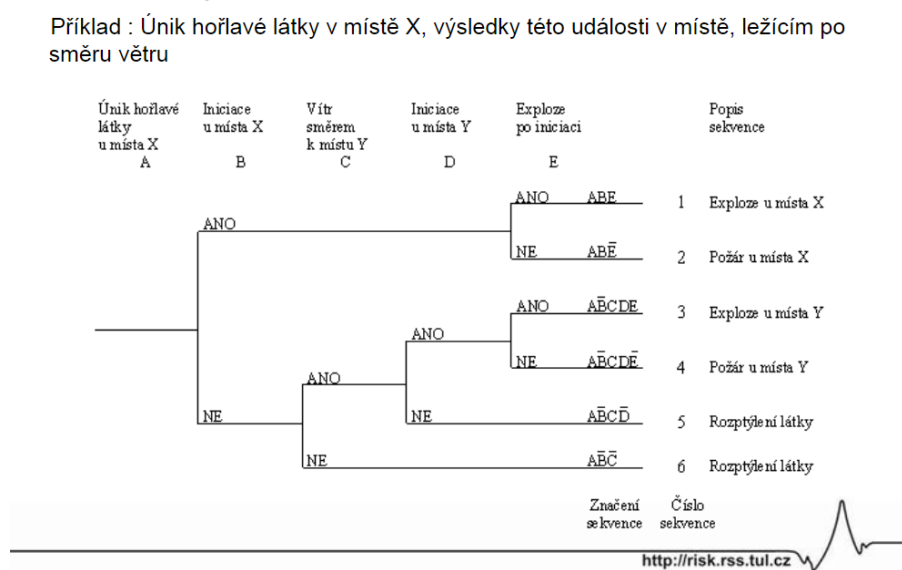 Příklad : Únik hořlavé látky v místě X, výsledky této události v místě, ležícím po
směru větru
Únik hořlavé
látky
u místa X
A
Iniciace
u místa X
B
Vítr
směrem
k místu Y
C
Iniciace
u místa Y
D
Exploze
po iniciaci
E
Popis
sekvence
ANO ABE 1 Exploze u místa X
ANO
NE ABE̅ 2 Požár u místa X
ANO AB̅CDE 3 Exploze u místa Y
ANO
NE AB̅CDE̅ 4 Požár u místa Y
ANO
NE NE AB̅CD̅ 5 Rozptýlení látky
NE AB̅C̅ 6 Rozptýlení látky
Značení
sekvence
Číslo
sekvence
http://risk.rss.tul.cz